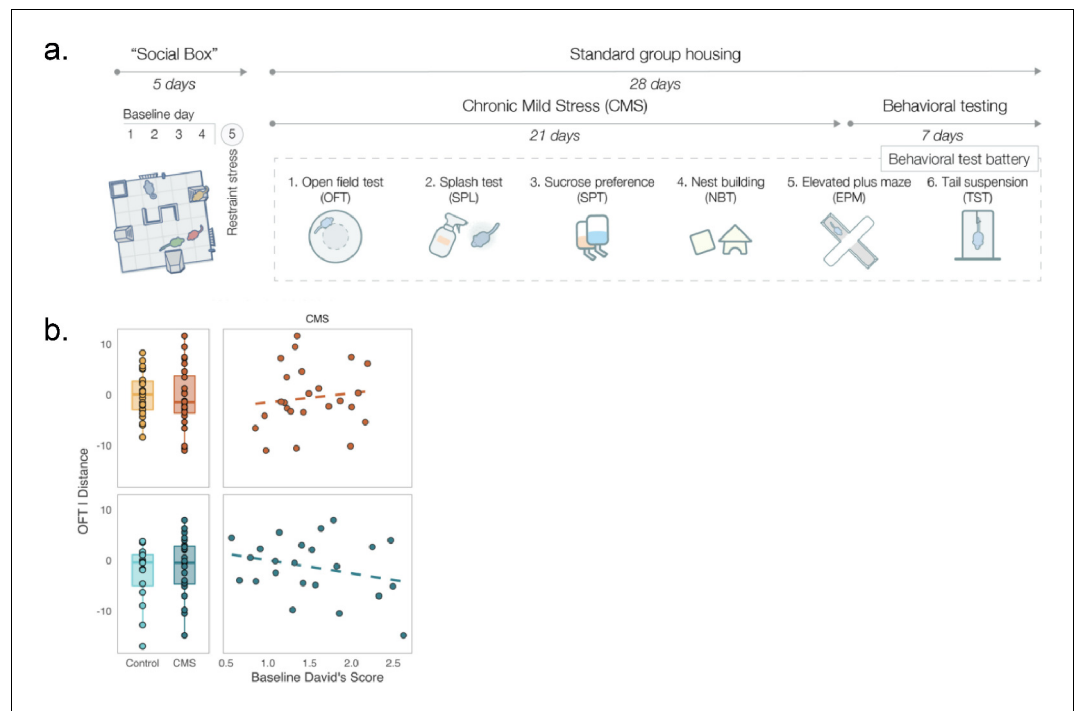 a.
“Social Box”
5 days
Standard group housing
28 days
Chronic Mild Stress (CMS)
21 days
Behavioral testing
7 days
Behavioral test battery
Baseline day
1 2 3 4 5
Restraint stress
1. Open field test
(OFT)
2. Splash test
(SPL)
3. Sucrose preference
(SPT)
4. Nest building
(NBT)
5. Elevated plus maze
(EPM)
6. Tail suspension
(TST)
b.
CMS
OFT | Distance
10
0
-10
10
0
-10
Control CMS
0.5 1.0 1.5 2.0 2.5
Baseline David's Score